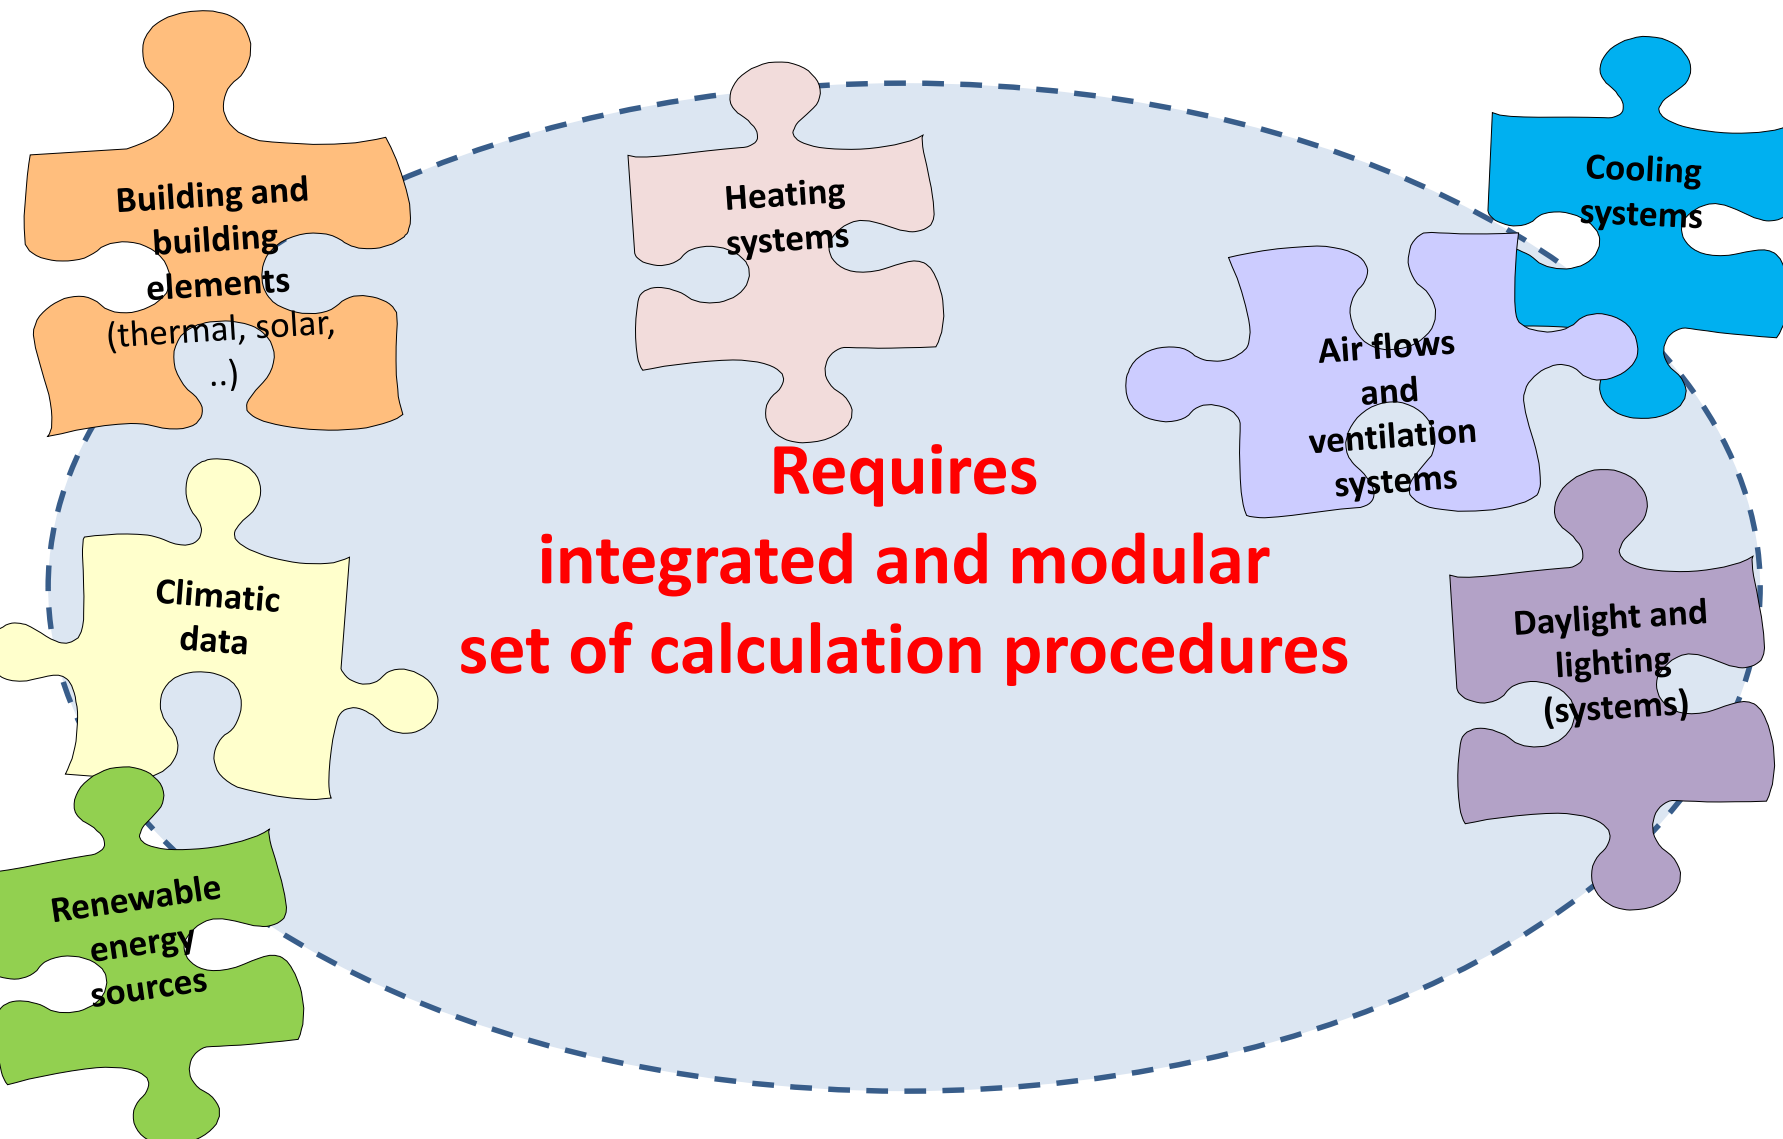 Building and
building
elements
(thermal, solar,
..)
Heating
systems
Cooling
systems
Air flows
and
ventilation
systems
Requires
integrated and modular
set of calculation procedures
Climatic
data
Daylight and
lighting
(systems)
Renewable
energy
sources